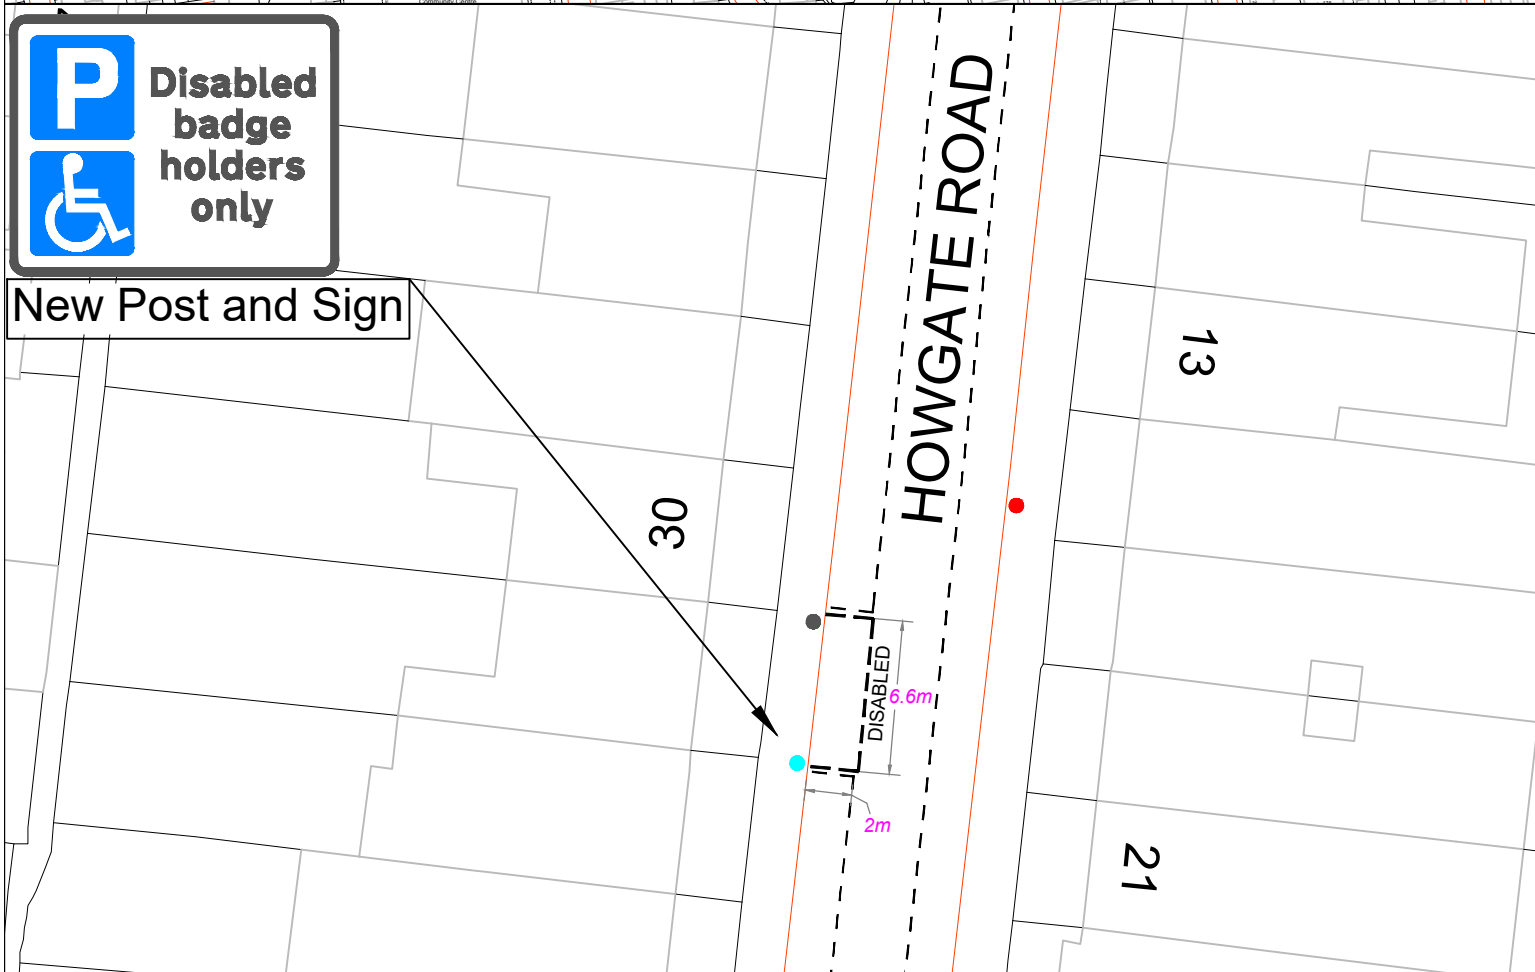 P
Disabled
badge
holders
only
New Post and Sign
HOWGATE ROAD
13
30
DISABLED
6.6m
2m
21